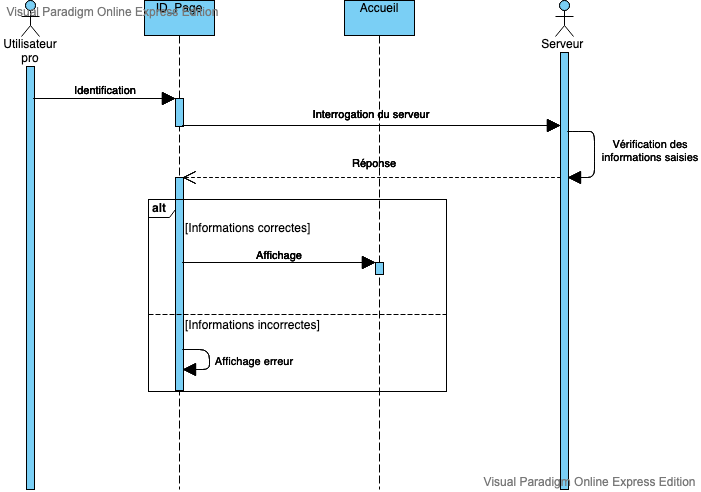 Visual Paradigm Online Express Edition
ID_Page
Accueil
Utilisateur
pro
Serveur
Identification
Interrogation du serveur
Vérification des
informations saisies
Réponse
alt
[Informations correctes]
Affichage
[Informations incorrectes]
Affichage erreur
Visual Paradigm Online Express Edition